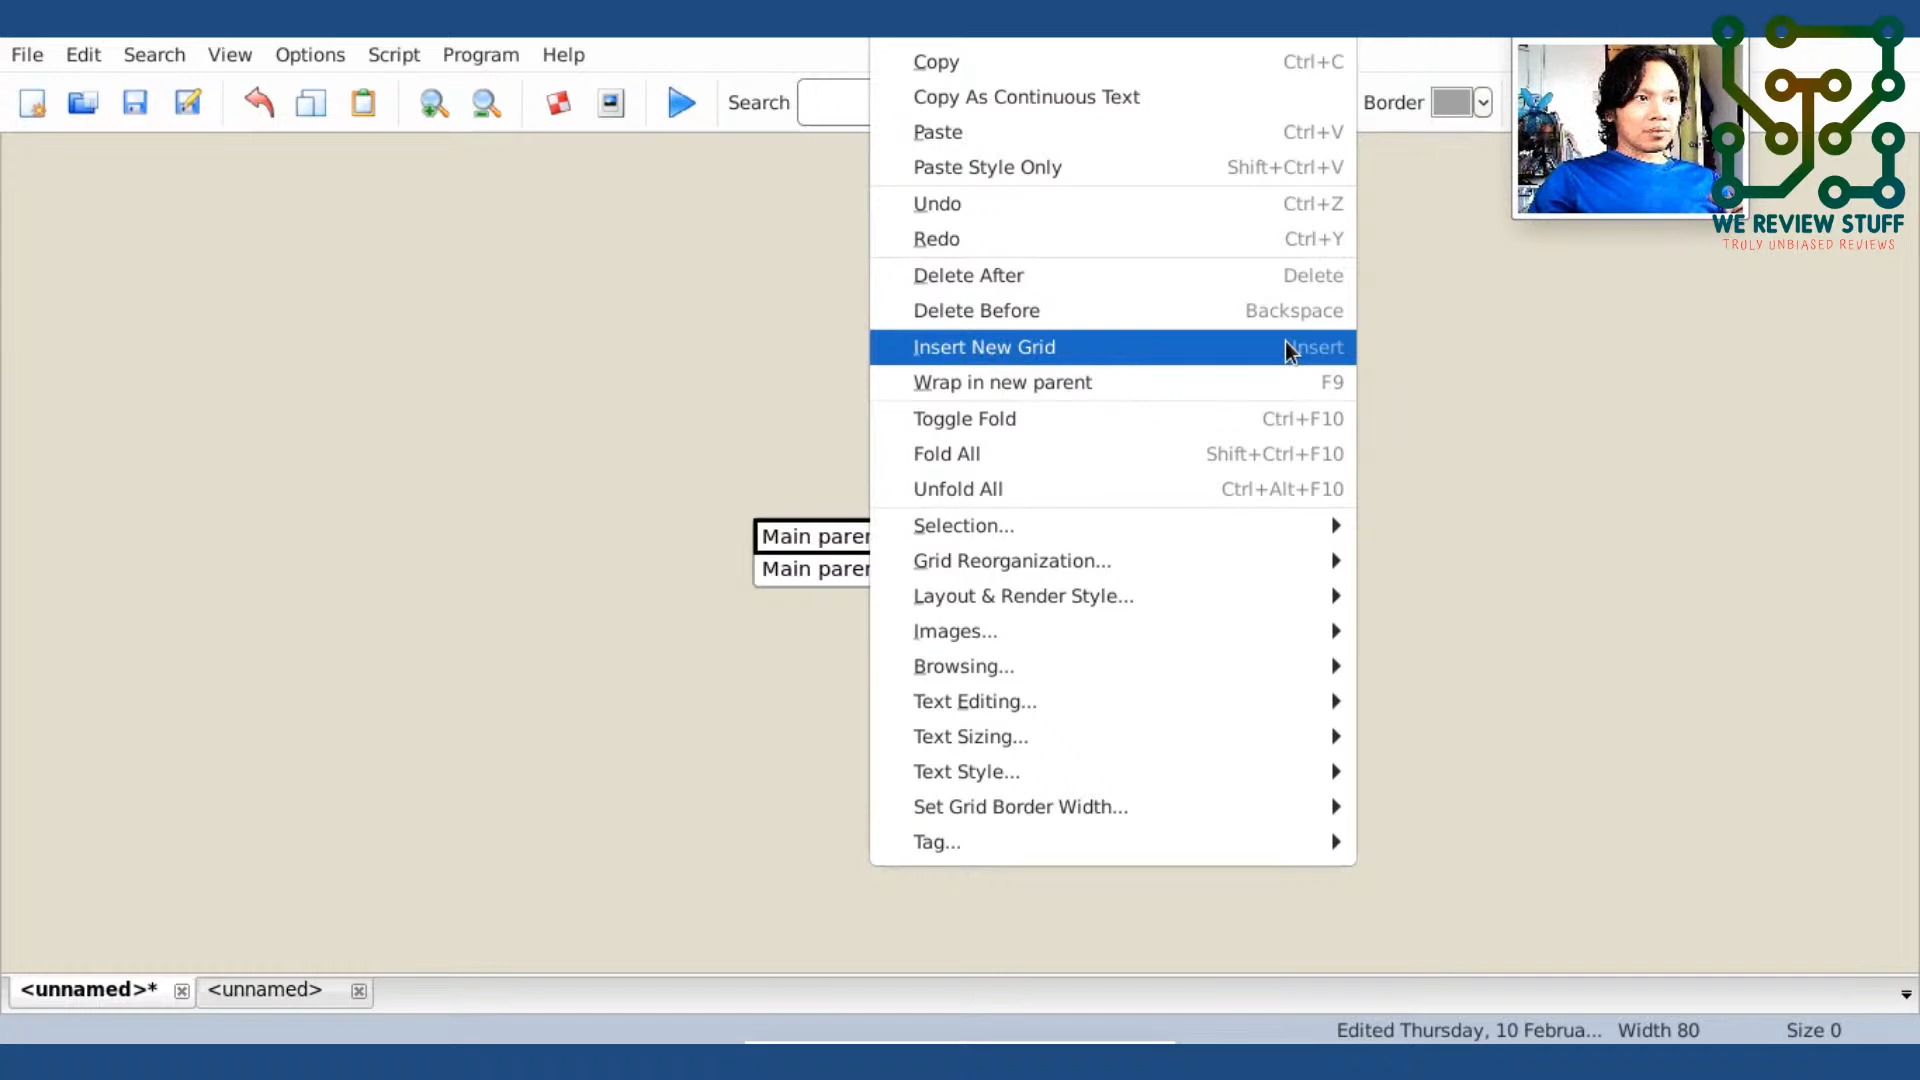 File Edit Search View Options Script Program Help
Search
Border
Copy Ctrl+C
Copy As Continuous Text
Paste Ctrl+V
Paste Style Only Shift+Ctrl+V
Undo Ctrl+Z
Redo Ctrl+Y
Delete After Delete
Delete Before Backspace
Insert New Grid Insert
Wrap in new parent F9
Toggle Fold Ctrl+F10
Fold All Shift+Ctrl+F10
Unfold All Ctrl+Alt+F10
Selection...
Grid Reorganization...
Layout & Render Style...
Images...
Browsing...
Text Editing...
Text Sizing...
Text Style...
Set Grid Border Width...
Tag...
Main
Main
WE REVIEW STUFF
TRULY UNBIASED REVIEWS
<unnamed>* <unnamed>
Edited Thursday, 10 Februa... Width 80 Size 0